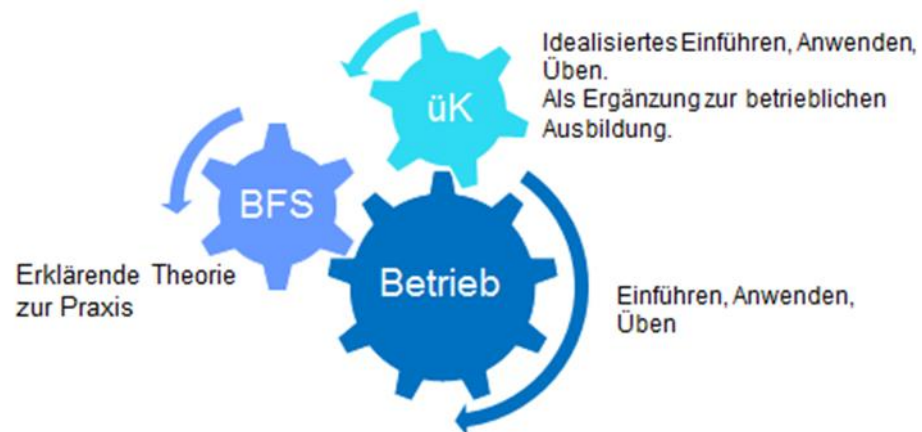 Idealisiertes Einführen, Anwenden,
Üben.
Als Ergänzung zur betrieblichen
Ausbildung.
üK
BFS
Betrieb
Erklärende Theorie
zur Praxis
Einführen, Anwenden,
Üben